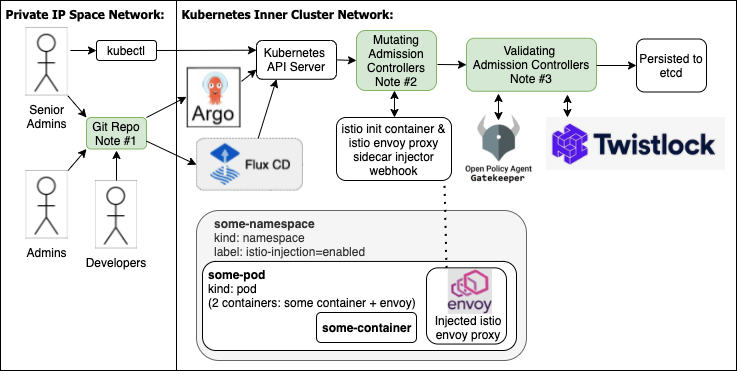 Private IP Space Network:
Kubernetes Inner Cluster Network:
kubectl
Kubernetes
API Server
Mutating
Admission
Controllers
Note #2
Validating
Admission Controllers
Note #3
Persisted to
etcd
Senior
Admins
Git Repo
Note #1
Argo
Flux CD
istio init container &
istio envoy proxy
sidecar injector
webhook
Open Policy Agent
Gatekeeper
Twistlock
Admins
Developers
some-namespace
kind: namespace
label: istio-injection=enabled
some-pod
kind: pod
(2 containers: some container + envoy)
some-container
envoy
Injected istio
envoy proxy